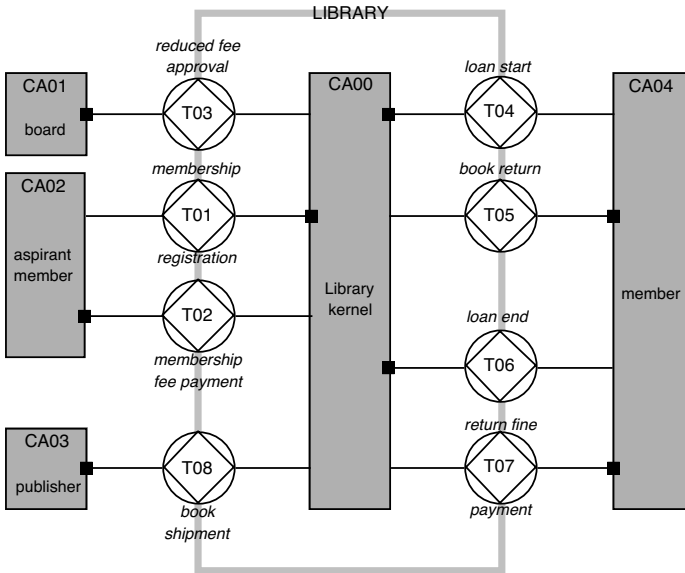 LIBRARY
reduced fee
approval
loan start
CA01
CA00
CA04
board
T03
T04
CA02
membership
book return
T01
T05
registration
aspirant
member
T02
Library
kernel
member
loan end
membership
fee payment
T06
CA03
return fine
publisher
T08
T07
book
shipment
payment